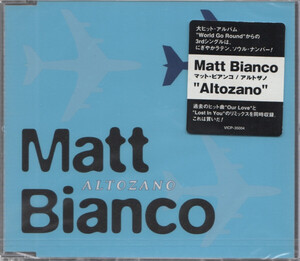 大ヒット・アルバム
"World Go Round"からの
3rdシングルは、
にぎやかラテン、ソウル・ナンバー!
Matt Bianco
マット・ビアンコ / アルトザノ
"Altozano"
過去のヒット曲"Our Love"と
"Lost In You"のリミックスを同時収録、
これは買いだ!
Matt
ALTOZANO
Bianco